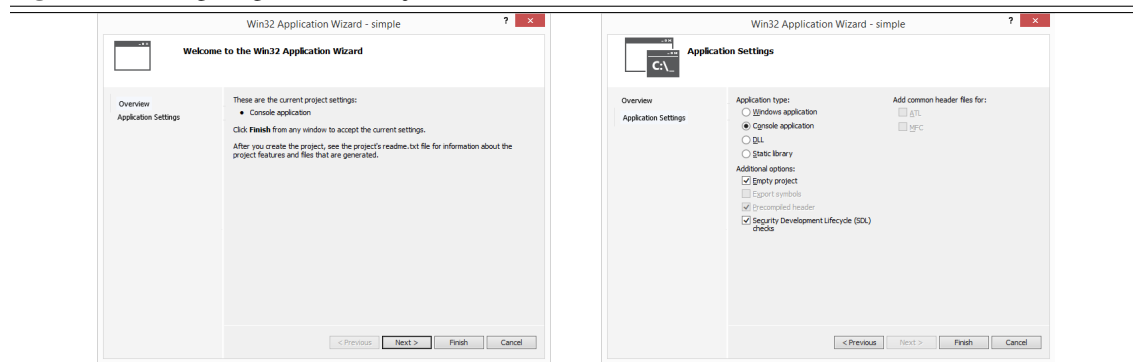 Win32 Application Wizard - simple
? ×
Welcome to the Win32 Application Wizard
Overview
Application Settings
These are the current project settings:
• Console application
Click Finish from any window to accept the current settings.
After you create the project, see the project's readme.txt file for information about the
project features and files that are generated.
< Previous Next > Finish Cancel
Win32 Application Wizard - simple
? ×
C:\_
Application Settings
Overview
Application Settings
Application type:
Windows application
Console application
DLL
Static library
Additional options:
Empty project
Export symbols
Precompiled header
Security Development Lifecycle (SDL)
checks
Add common header files for:
ATL
MFC
< Previous Next > Finish Cancel